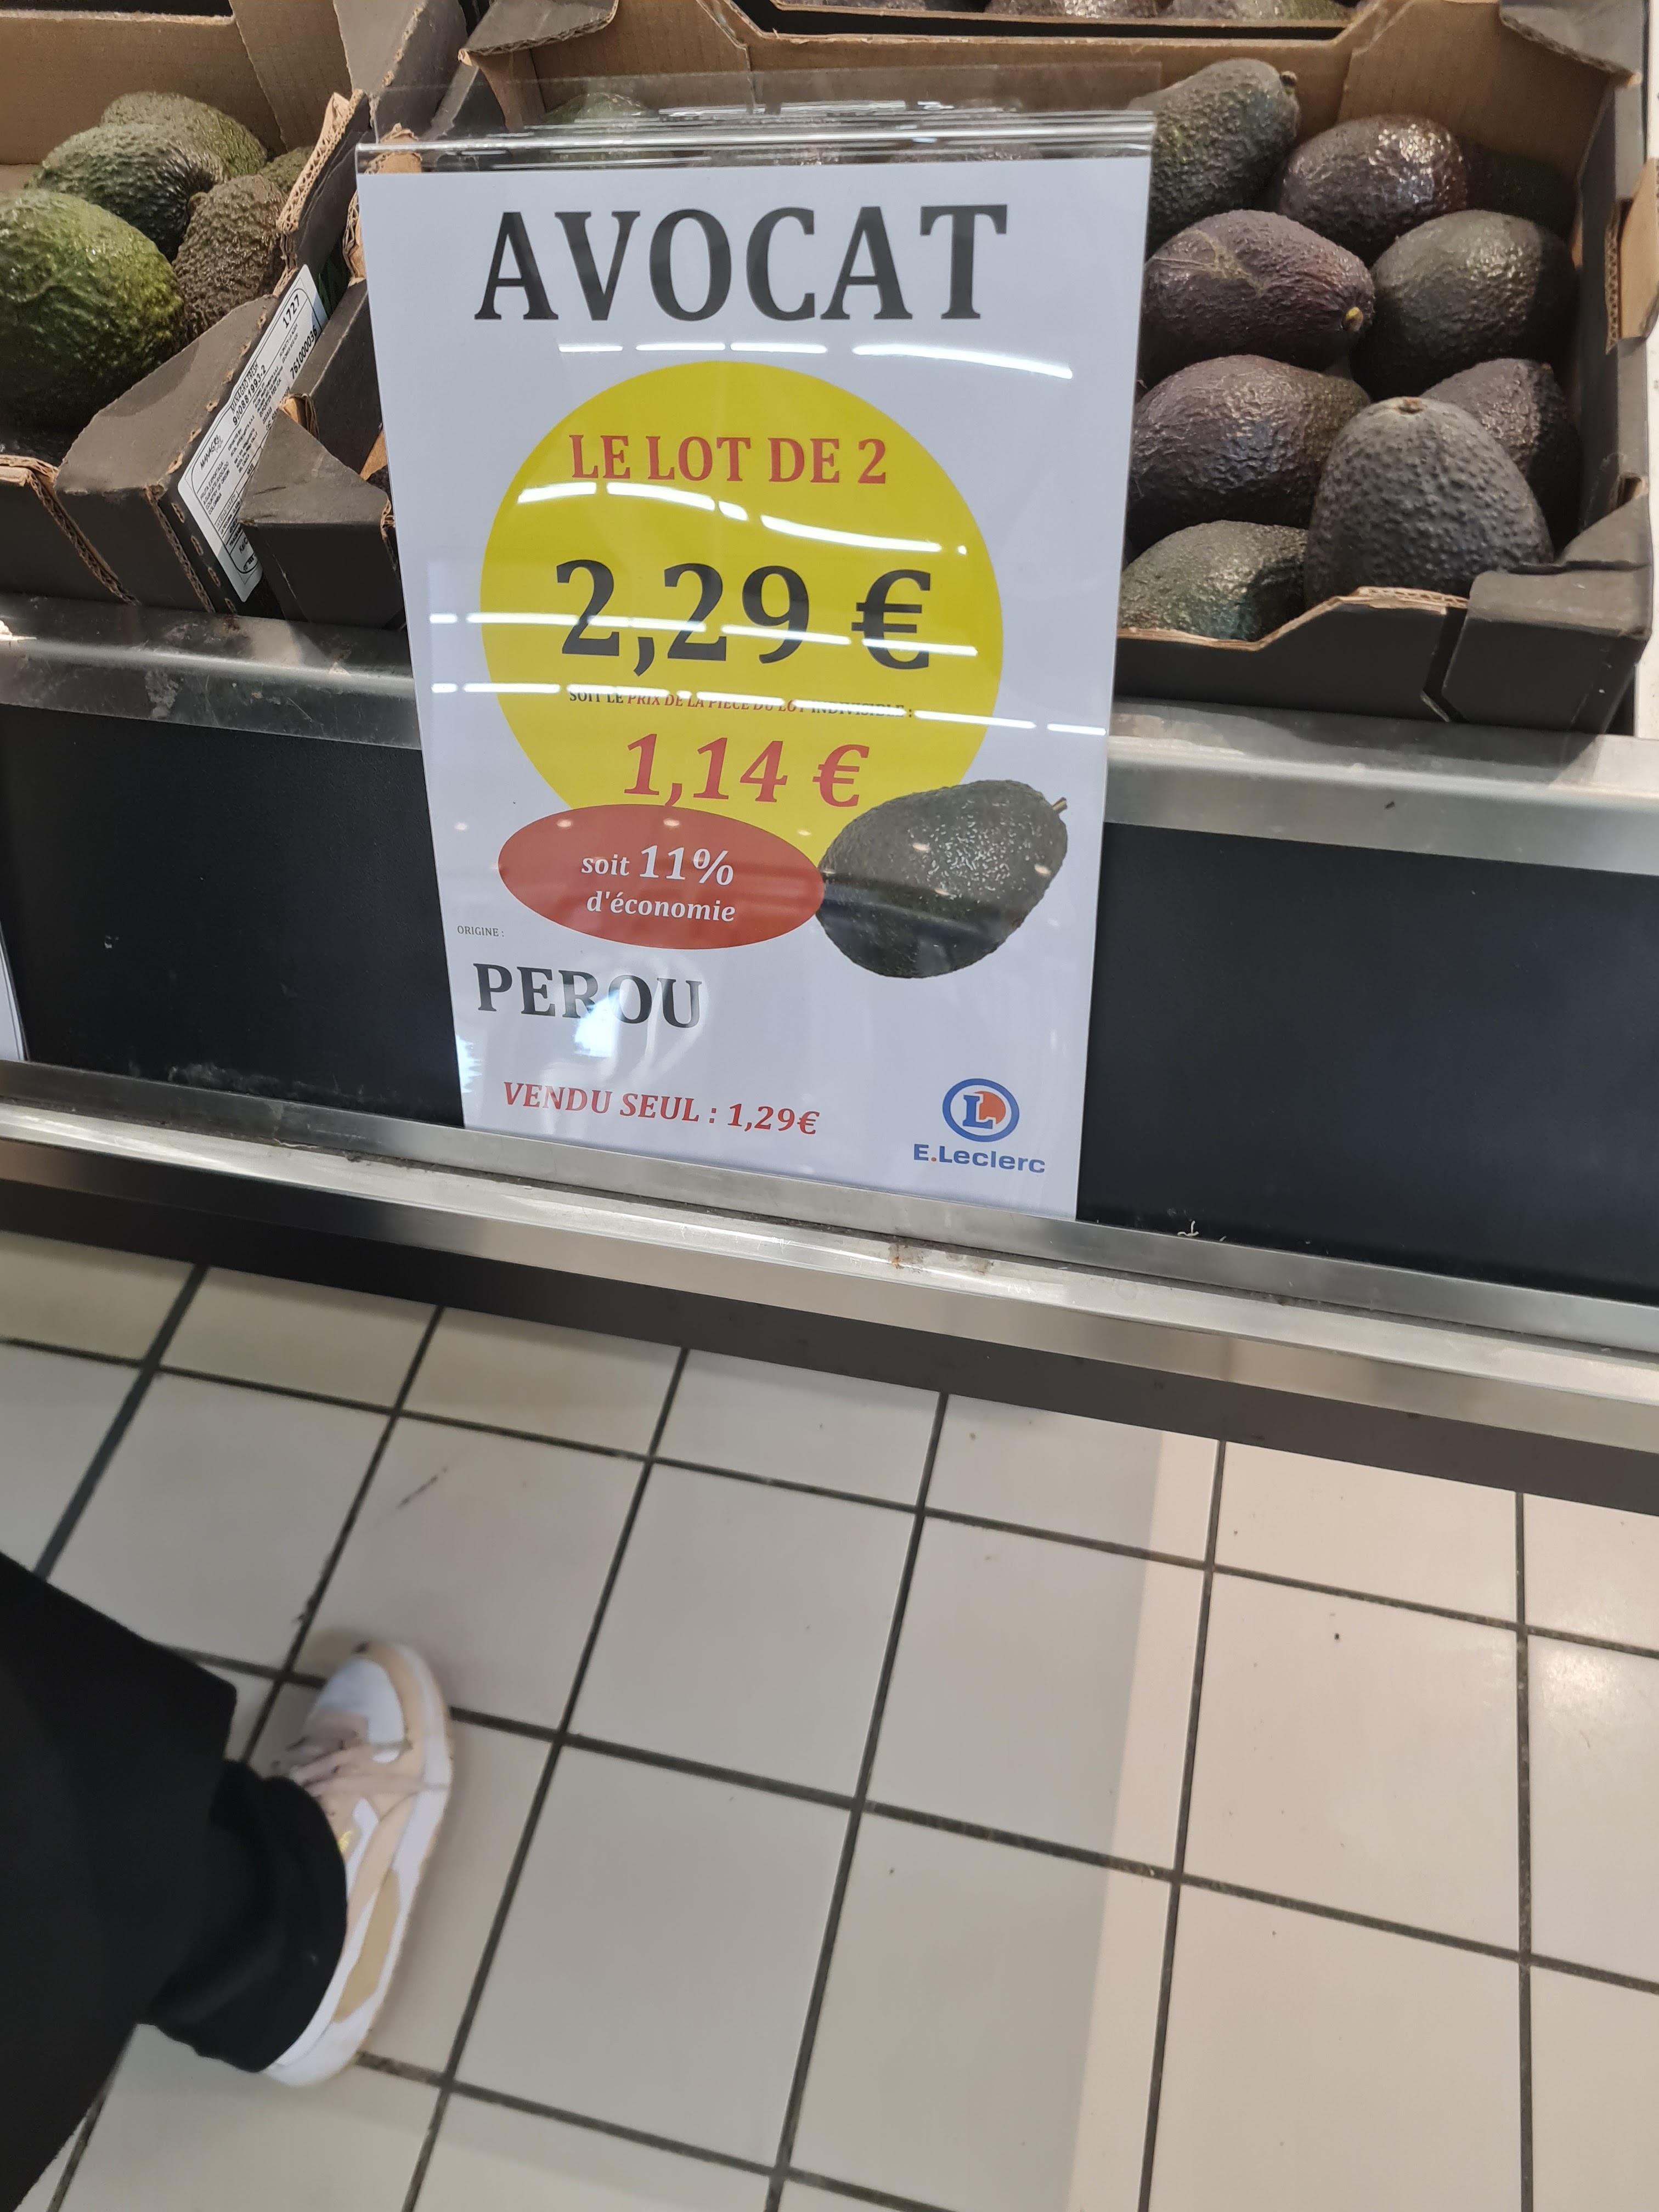 AVOCAT
LE LOT DE 2
2,29 €
SOIT LE PRIX DE LA PIECE DU LOT INDIVISIBLE :
1,14 €
soit 11%
d'économie
ORIGINE :
PEROU
VENDU SEUL : 1,29€
L
E.Leclerc
1727